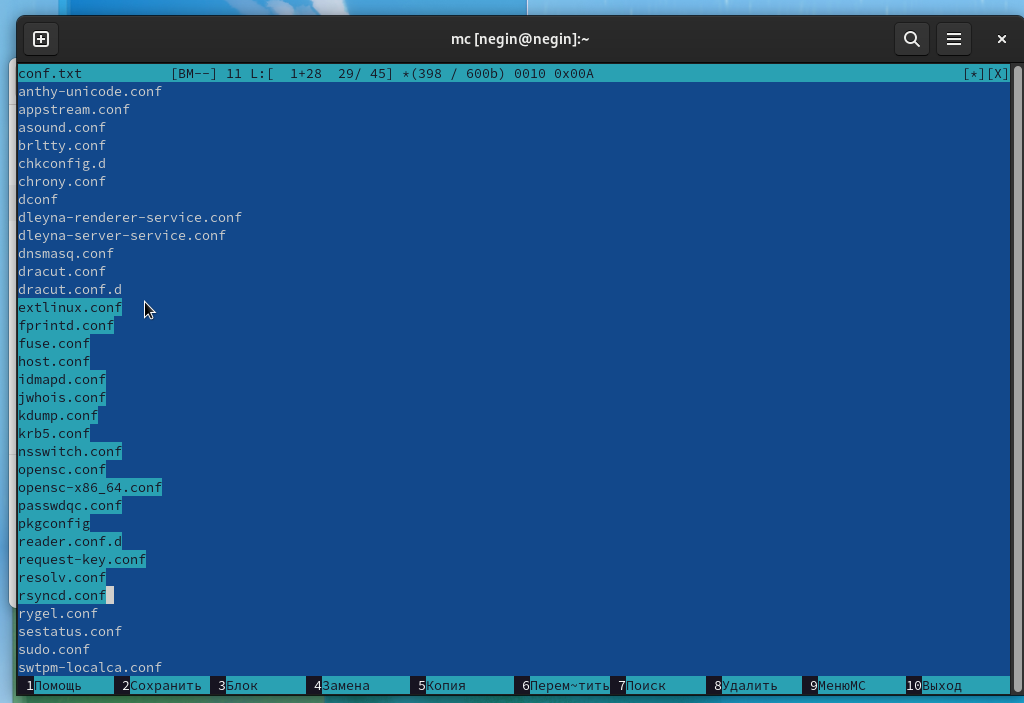 mc [negin@negin]:~
conf.txt [BM--] 11 L:[ 1+28 29/ 45] *(398 / 600b) 0010 0x00A [*][X]
anthy-unicode.conf
appstream.conf
asound.conf
brltty.conf
chkconfig.d
chrony.conf
dconf
dleyna-renderer-service.conf
dleyna-server-service.conf
dnsmasq.conf
dracut.conf
dracut.conf.d
extlinux.conf
fprintd.conf
fuse.conf
host.conf
idmapd.conf
jwhois.conf
kdump.conf
krb5.conf
nsswitch.conf
opensc.conf
opensc-x86_64.conf
passwdqc.conf
pkgconfig
reader.conf.d
request-key.conf
resolv.conf
rsyncd.conf
rygel.conf
sestatus.conf
sudo.conf
swtpm-localca.conf
1Помощь 2Сохранить 3Блок 4Замена 5Копия 6Перем~тить 7Поиск 8Удалить 9МенюMC 10Выход